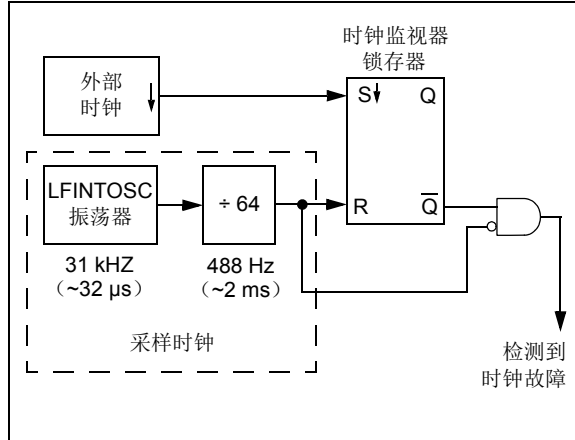 时钟监视器
锁存器
外部
时钟
S
Q
LFINTOSC
振荡器
÷ 64
R
Q̅
31 kHZ
（~32 µs）
488 Hz
（~2 ms）
采样时钟
检测到
时钟故障